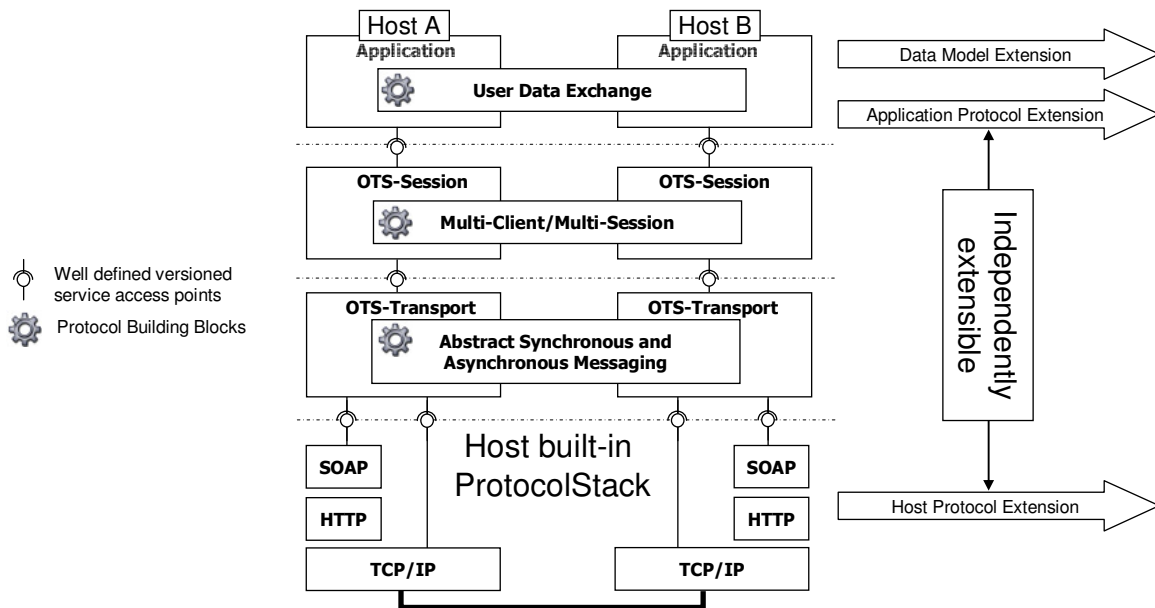 Host A
Host B
Application
Application
User Data Exchange
Data Model Extension
Application Protocol Extension
OTS-Session
OTS-Session
Multi-Client/Multi-Session
Independently
extensible
Well defined versioned
service access points
Protocol Building Blocks
OTS-Transport
OTS-Transport
Abstract Synchronous and
Asynchronous Messaging
Host built-in
ProtocolStack
SOAP
SOAP
HTTP
HTTP
Host Protocol Extension
TCP/IP
TCP/IP